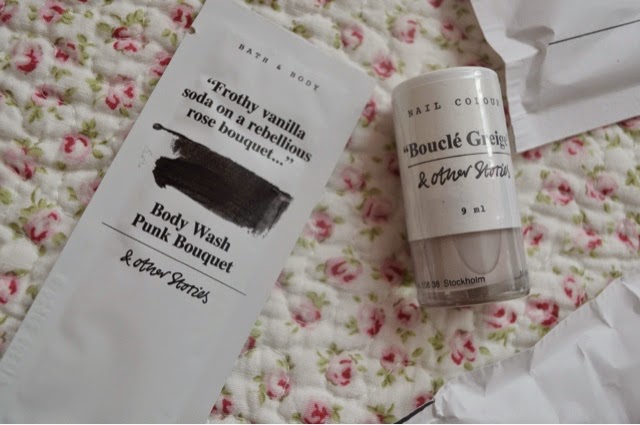 BATH & BODY
"Frothy vanilla
soda on a rebellious
rose bouquet..."
Body Wash
Punk Bouquet
& other Stories
NAIL COLOUR
"Bouclé Greige
& other Stories
9 ml
38 Stockholm